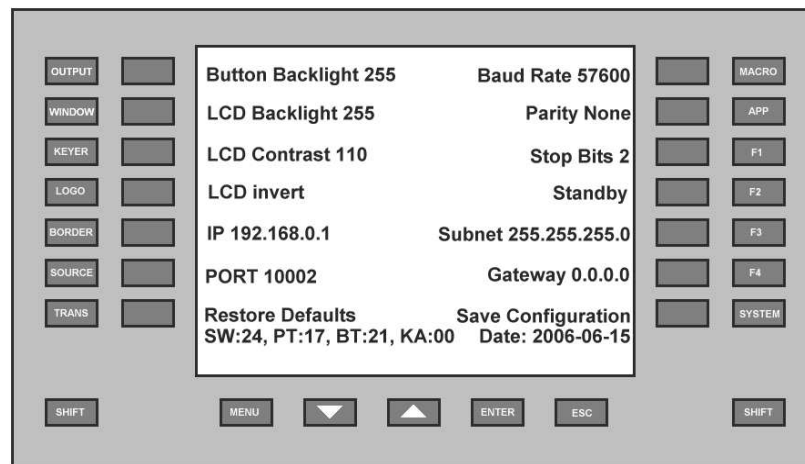 OUTPUT Button Backlight 255 Baud Rate 57600 MACRO
WINDOW LCD Backlight 255 Parity None APP
KEYER LCD Contrast 110 Stop Bits 2 F1
LOGO LCD invert Standby F2
BORDER IP 192.168.0.1 Subnet 255.255.255.0 F3
SOURCE PORT 10002 Gateway 0.0.0.0 F4
TRANS Restore Defaults Save Configuration SYSTEM
SW:24, PT:17, BT:21, KA:00 Date: 2006-06-15
SHIFT MENU ENTER ESC SHIFT